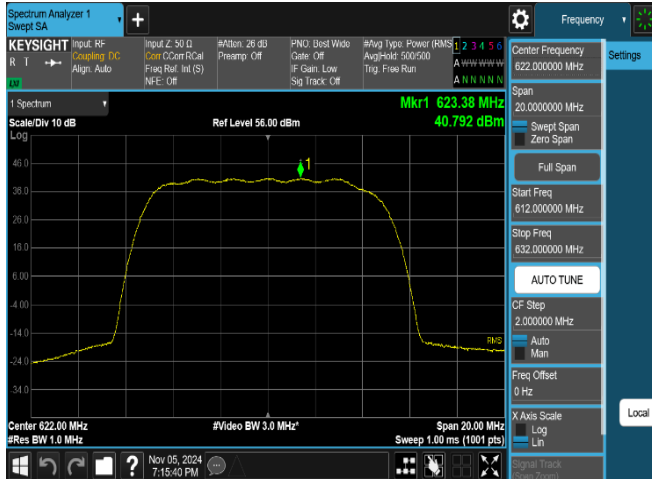 Spectrum Analyzer 1
Swept SA
+
Frequency
KEYSIGHT
R T
LXI
Input: RF
Coupling: DC
Align: Auto
Input Z: 50 Ω
Corr CCorr RCal
Freq Ref: Int (S)
NFE: Off
#Atten: 26 dB
Preamp: Off
PNO: Best Wide
Gate: Off
IF Gain: Low
Sig Track: Off
#Avg Type: Power (RMS
Avg|Hold: 500/500
Trig: Free Run
1 2 3 4 5 6
A W W W W W
A N N N N N
1 Spectrum
Scale/Div 10 dB
Log
Ref Level 56.00 dBm
Mkr1 623.38 MHz
40.792 dBm
1
46.0
36.0
26.0
16.0
6.00
-4.00
-14.0
-24.0
-34.0
RMS
Center 622.00 MHz
#Res BW 1.0 MHz
#Video BW 3.0 MHz*
Span 20.00 MHz
Sweep 1.00 ms (1001 pts)
Center Frequency
622.000000 MHz
Settings
Span
20.0000000 MHz
Swept Span
Zero Span
Full Span
Start Freq
612.000000 MHz
Stop Freq
632.000000 MHz
AUTO TUNE
CF Step
2.000000 MHz
Auto
Man
Freq Offset
0 Hz
X Axis Scale
Log
Lin
Local
Signal Track
(Span Zoom)
?
Nov 05, 2024
7:15:40 PM